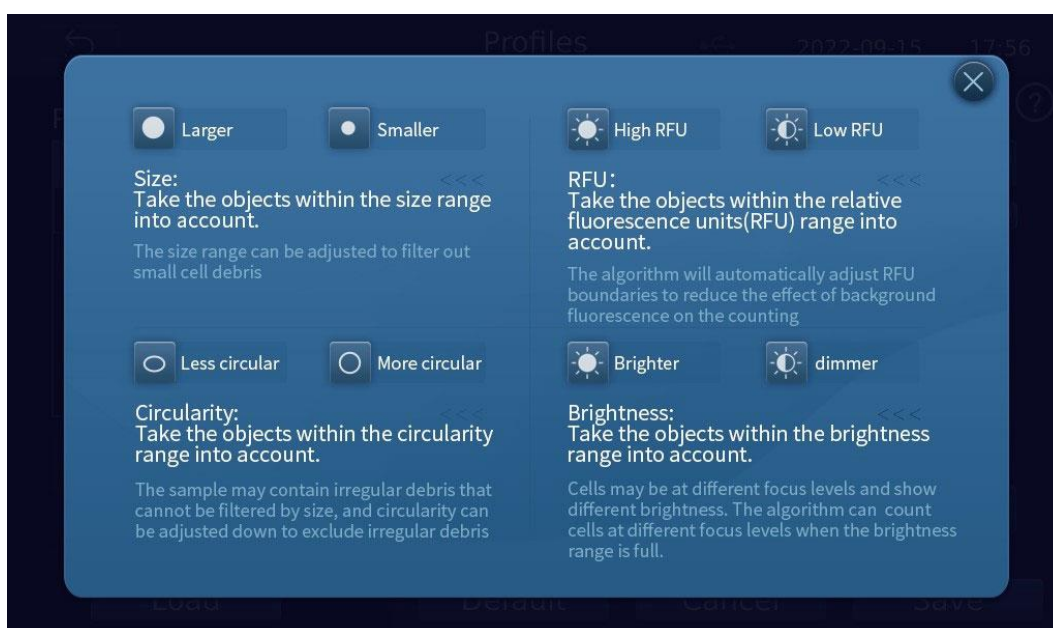 Profiles
2022-09-15 17:56
Larger
Smaller
Size:
<<<
Take the objects within the size range
into account.
The size range can be adjusted to filter out
small cell debris
High RFU
Low RFU
RFU:
<<<
Take the objects within the relative
fluorescence units(RFU) range into
account.
The algorithm will automatically adjust RFU
boundaries to reduce the effect of background
fluorescence on the counting
Less circular
More circular
Circularity:
<<<
Take the objects within the circularity
range into account.
The sample may contain irregular debris that
cannot be filtered by size, and circularity can
be adjusted down to exclude irregular debris
Brighter
dimmer
Brightness:
<<<
Take the objects within the brightness
range into account.
Cells may be at different focus levels and show
different brightness. The algorithm can count
cells at different focus levels when the brightness
range is full.
Load
Default
Cancel
Save